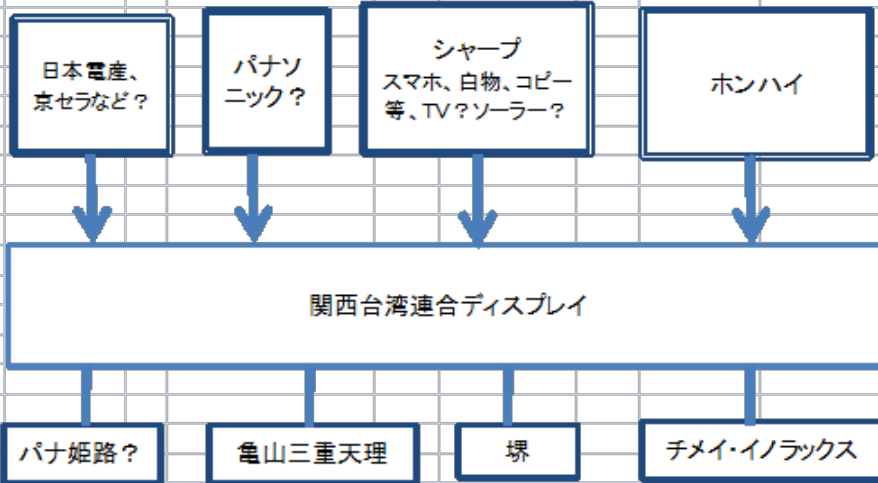 日本電産、
京セラなど？
パナソ
ニック？
シャープ
スマホ、白物、コピー
等、TV？ソーラー？
ホンハイ
関西台湾連合ディスプレイ
パナ姫路？
亀山三重天理
堺
チメイ・イノラックス